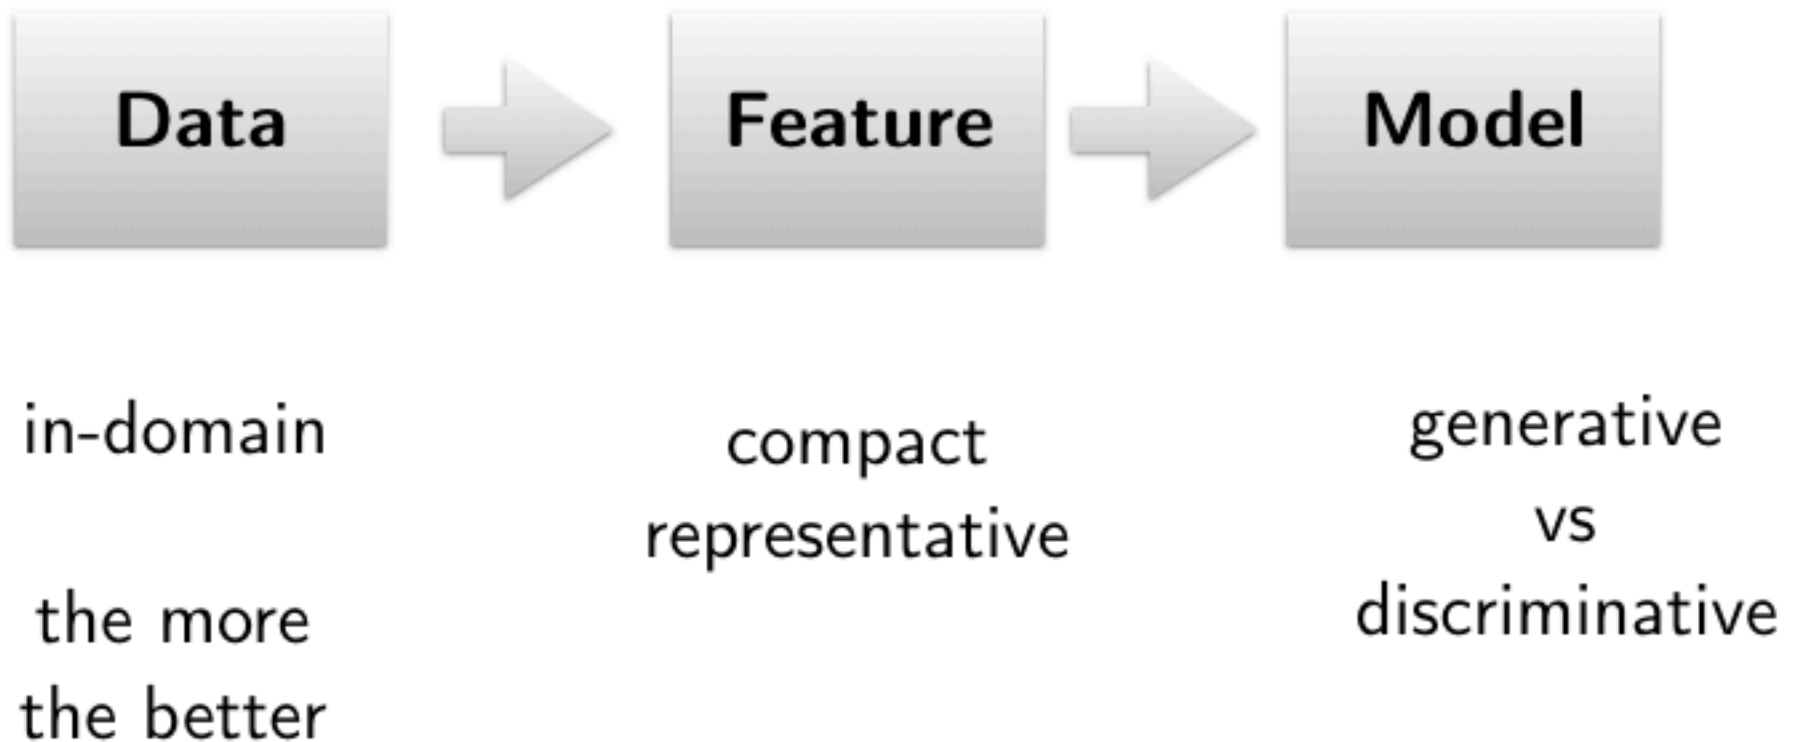 Data
Feature
Model
in-domain
the more
the better
compact
representative
generative
vs
discriminative